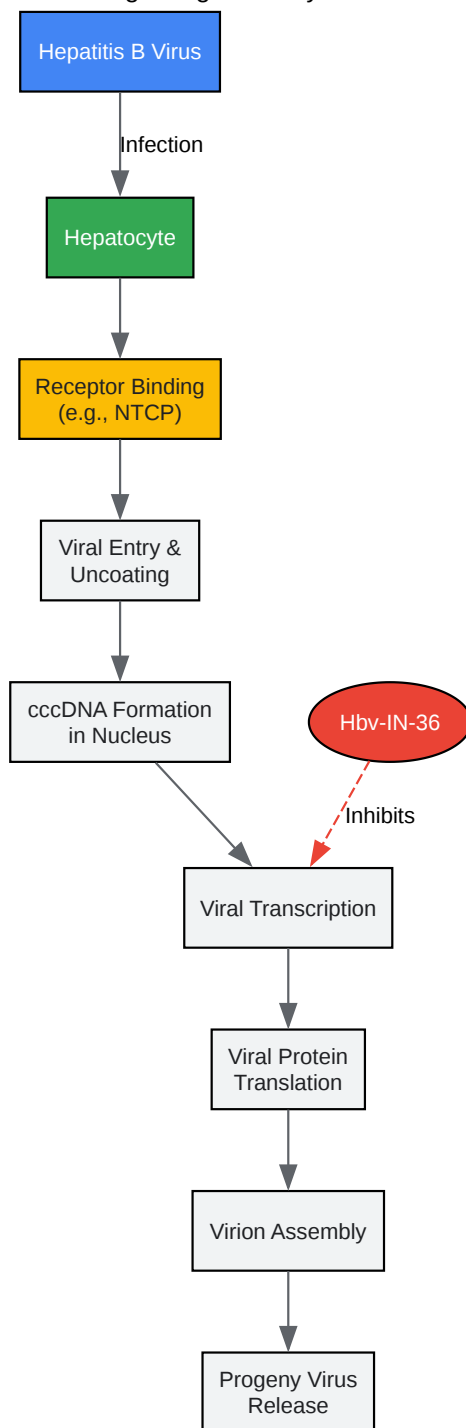 Hepatitis B Virus
Infection
Hepatocyte
Receptor Binding
(e.g., NTCP)
Viral Entry &
Uncoating
cccDNA Formation
in Nucleus
Hbv-IN-36
Inhibits
Viral Transcription
Viral Protein
Translation
Virion Assembly
Progeny Virus
Release